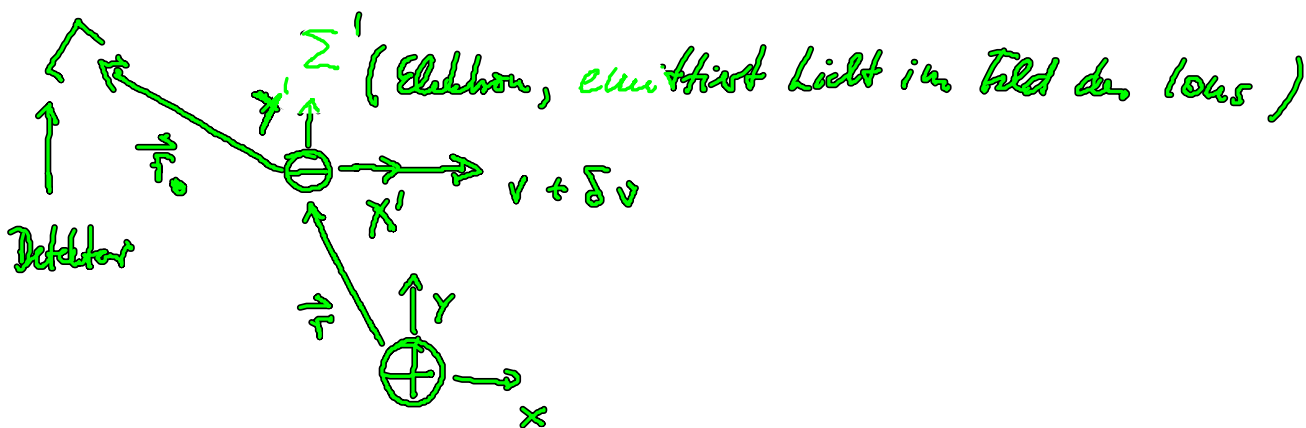 Σ' (Elektron, emittiert Licht im Feld des Ions)
y'
r⃗₀
x'
v + δv
Detektor
r⃗
y
x